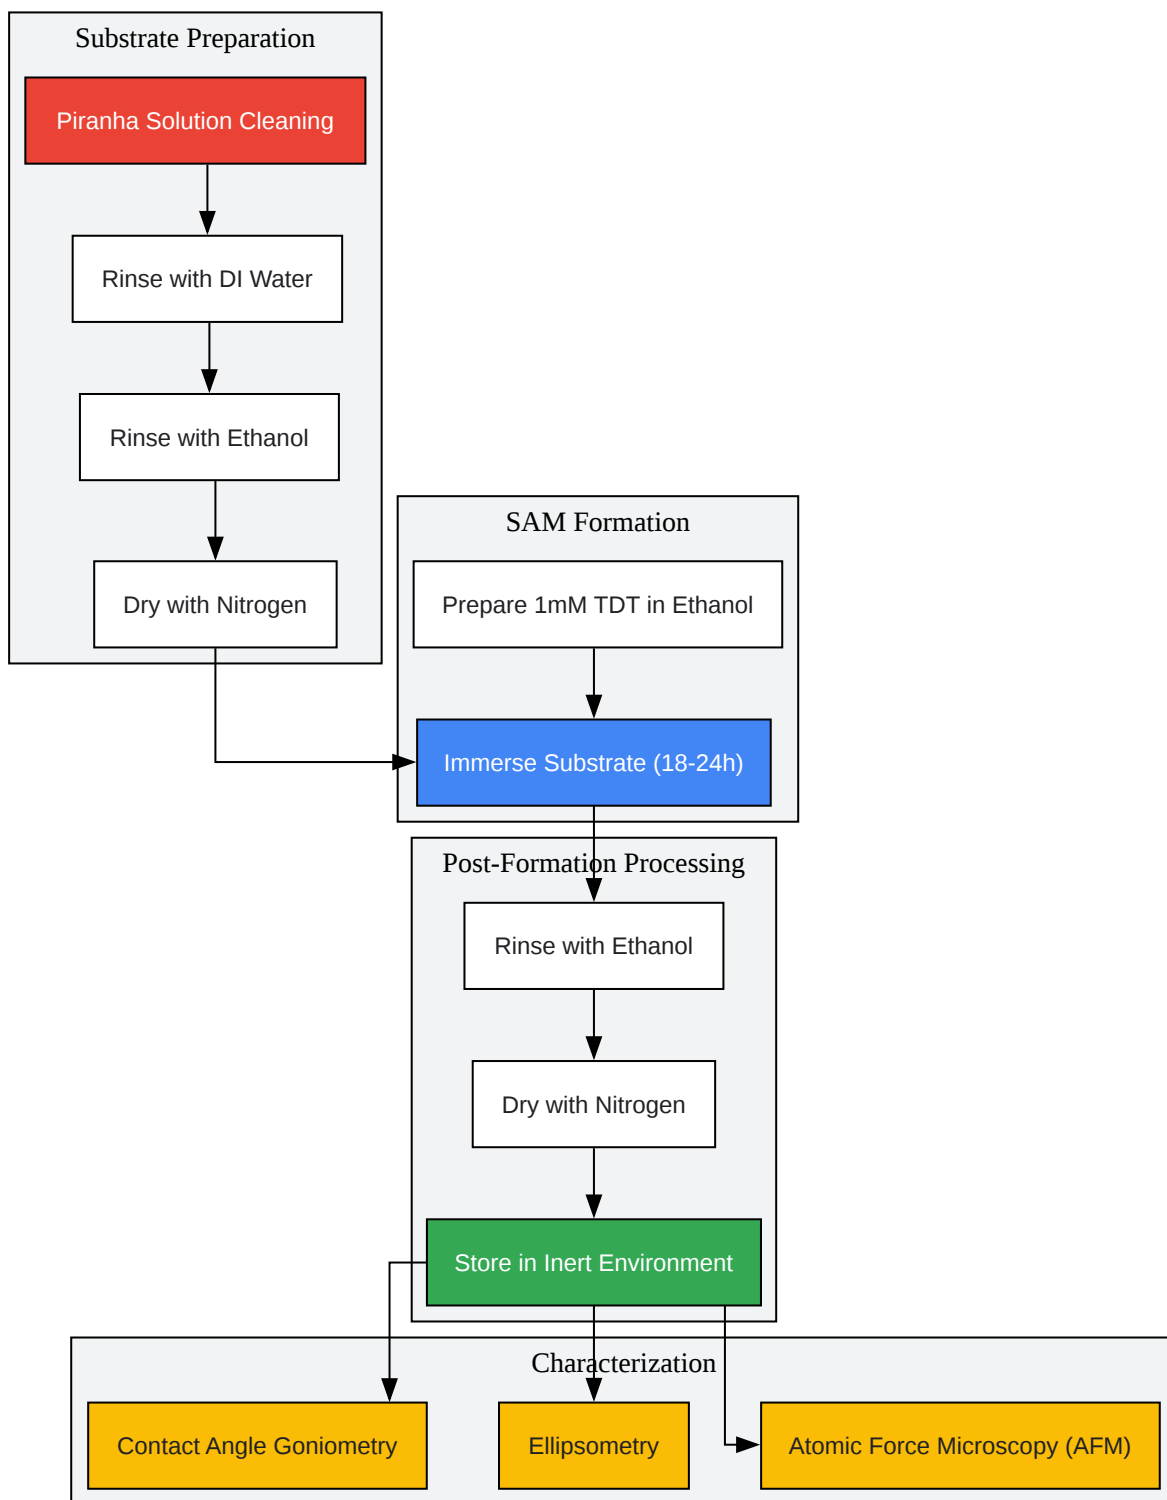 Substrate Preparation
Piranha Solution Cleaning
Rinse with DI Water
Rinse with Ethanol
Dry with Nitrogen
SAM Formation
Prepare 1mM TDT in Ethanol
Immerse Substrate (18-24h)
Post-Formation Processing
Rinse with Ethanol
Dry with Nitrogen
Store in Inert Environment
Characterization
Contact Angle Goniometry
Ellipsometry
Atomic Force Microscopy (AFM)